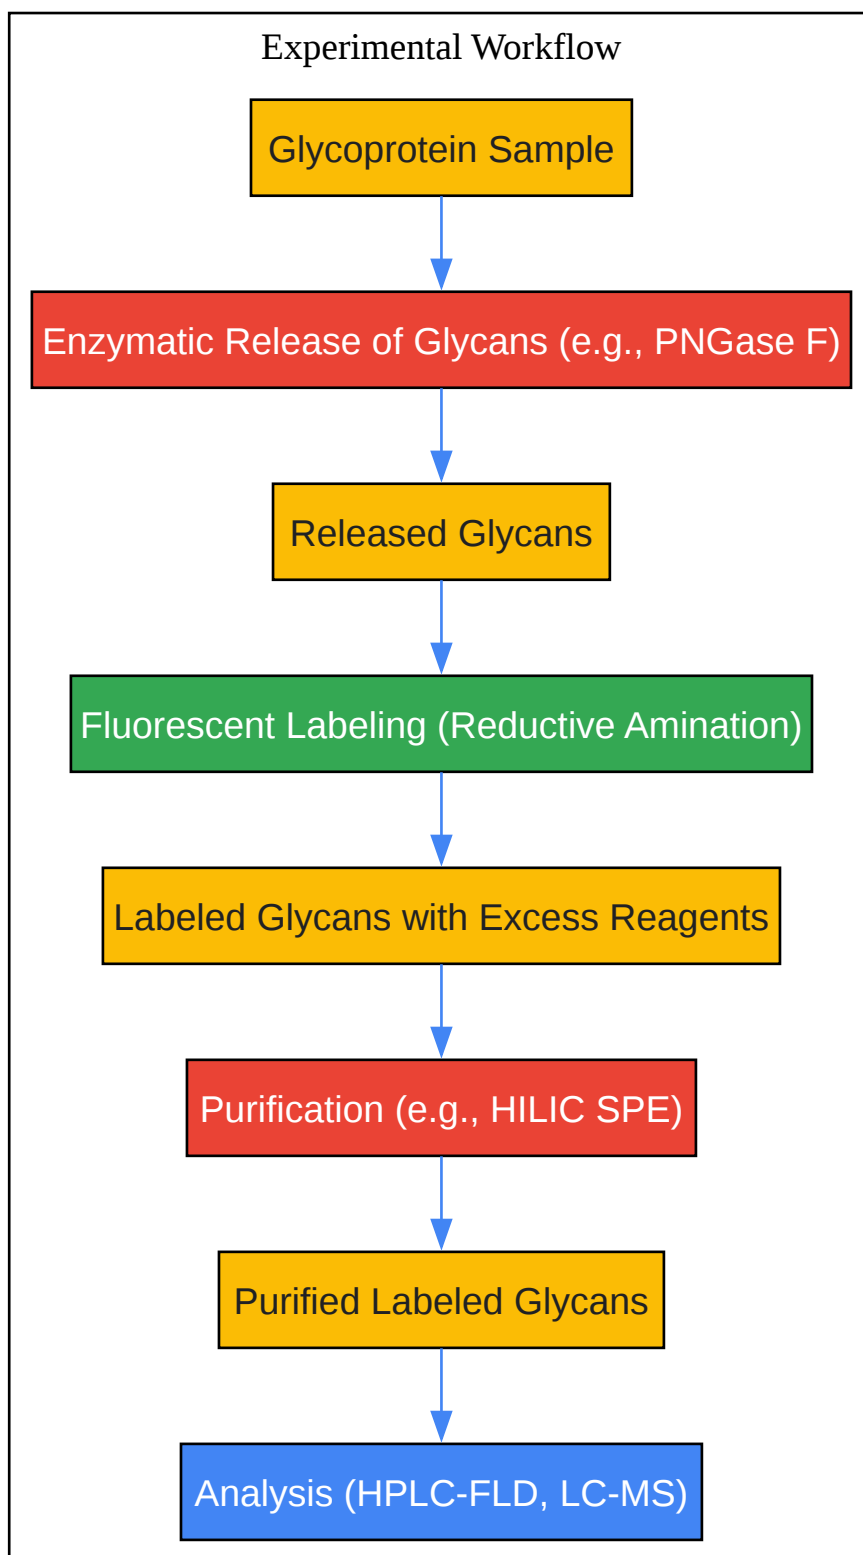 Experimental Workflow
Glycoprotein Sample
Enzymatic Release of Glycans (e.g., PNGase F)
Released Glycans
Fluorescent Labeling (Reductive Amination)
Labeled Glycans with Excess Reagents
Purification (e.g., HILIC SPE)
Purified Labeled Glycans
Analysis (HPLC-FLD, LC-MS)